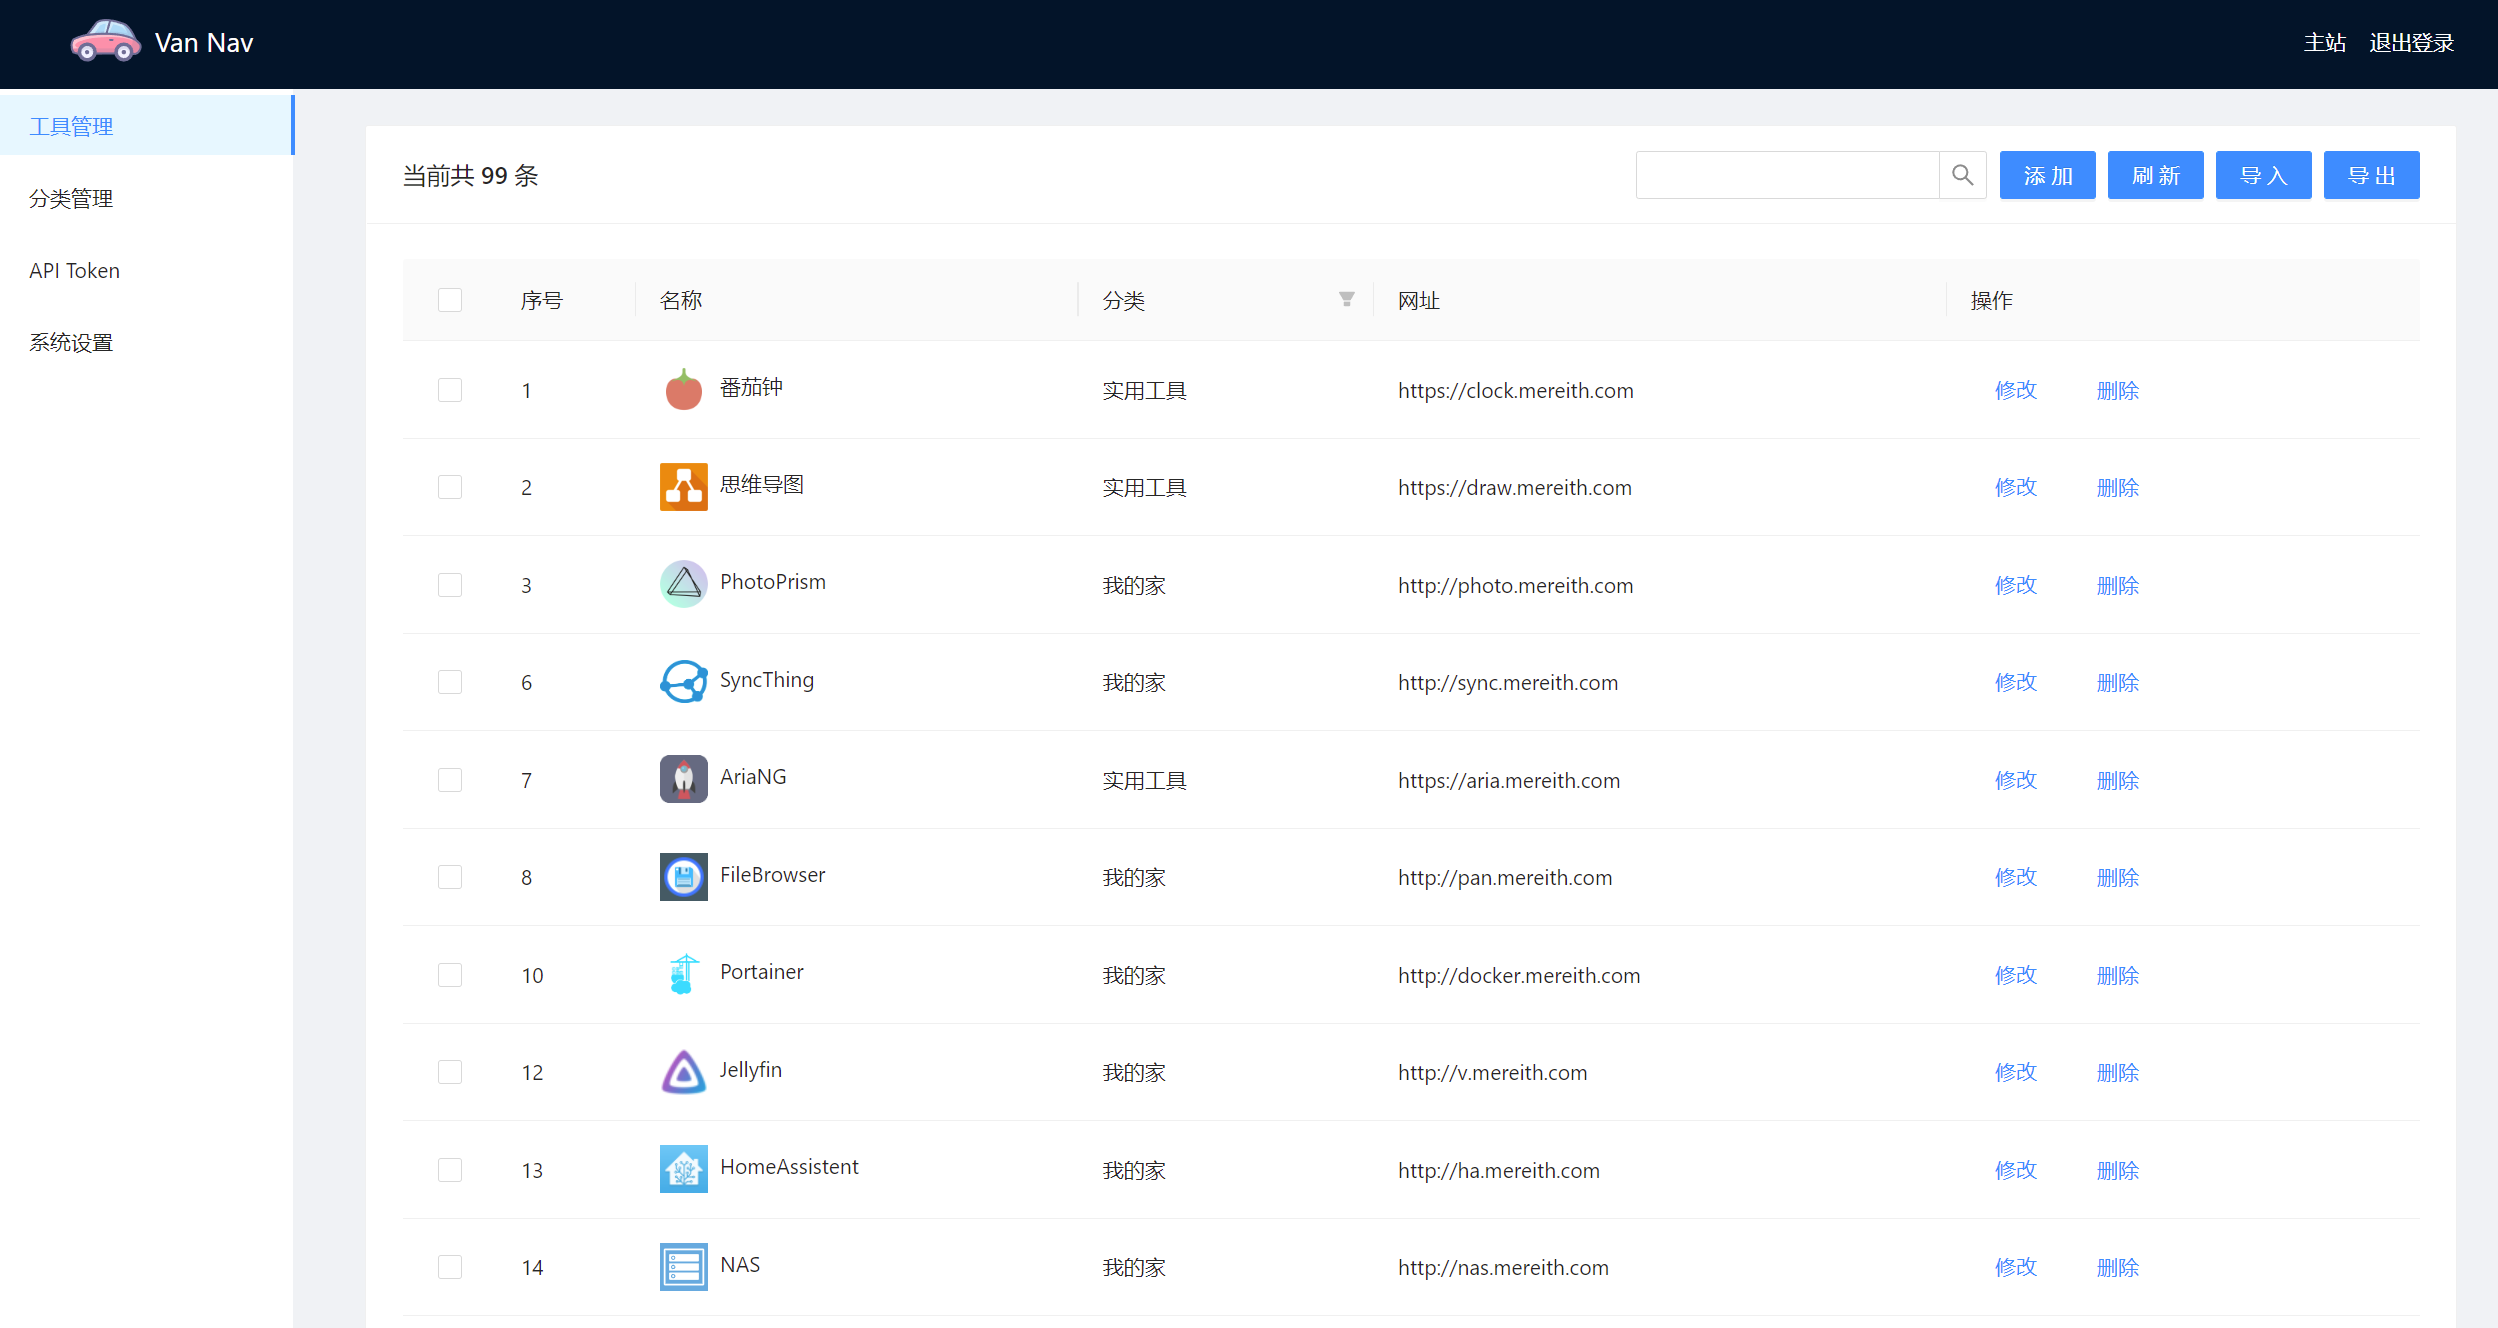 Van Nav
主站 退出登录
工具管理
分类管理
API Token
系统设置
当前共 99 条
添 加 刷 新 导 入 导 出
序号 名称 分类 网址 操作
1 番茄钟 实用工具 https://clock.mereith.com 修改 删除
2 思维导图 实用工具 https://draw.mereith.com 修改 删除
3 PhotoPrism 我的家 http://photo.mereith.com 修改 删除
6 SyncThing 我的家 http://sync.mereith.com 修改 删除
7 AriaNG 实用工具 https://aria.mereith.com 修改 删除
8 FileBrowser 我的家 http://pan.mereith.com 修改 删除
10 Portainer 我的家 http://docker.mereith.com 修改 删除
12 Jellyfin 我的家 http://v.mereith.com 修改 删除
13 HomeAssistent 我的家 http://ha.mereith.com 修改 删除
14 NAS 我的家 http://nas.mereith.com 修改 删除